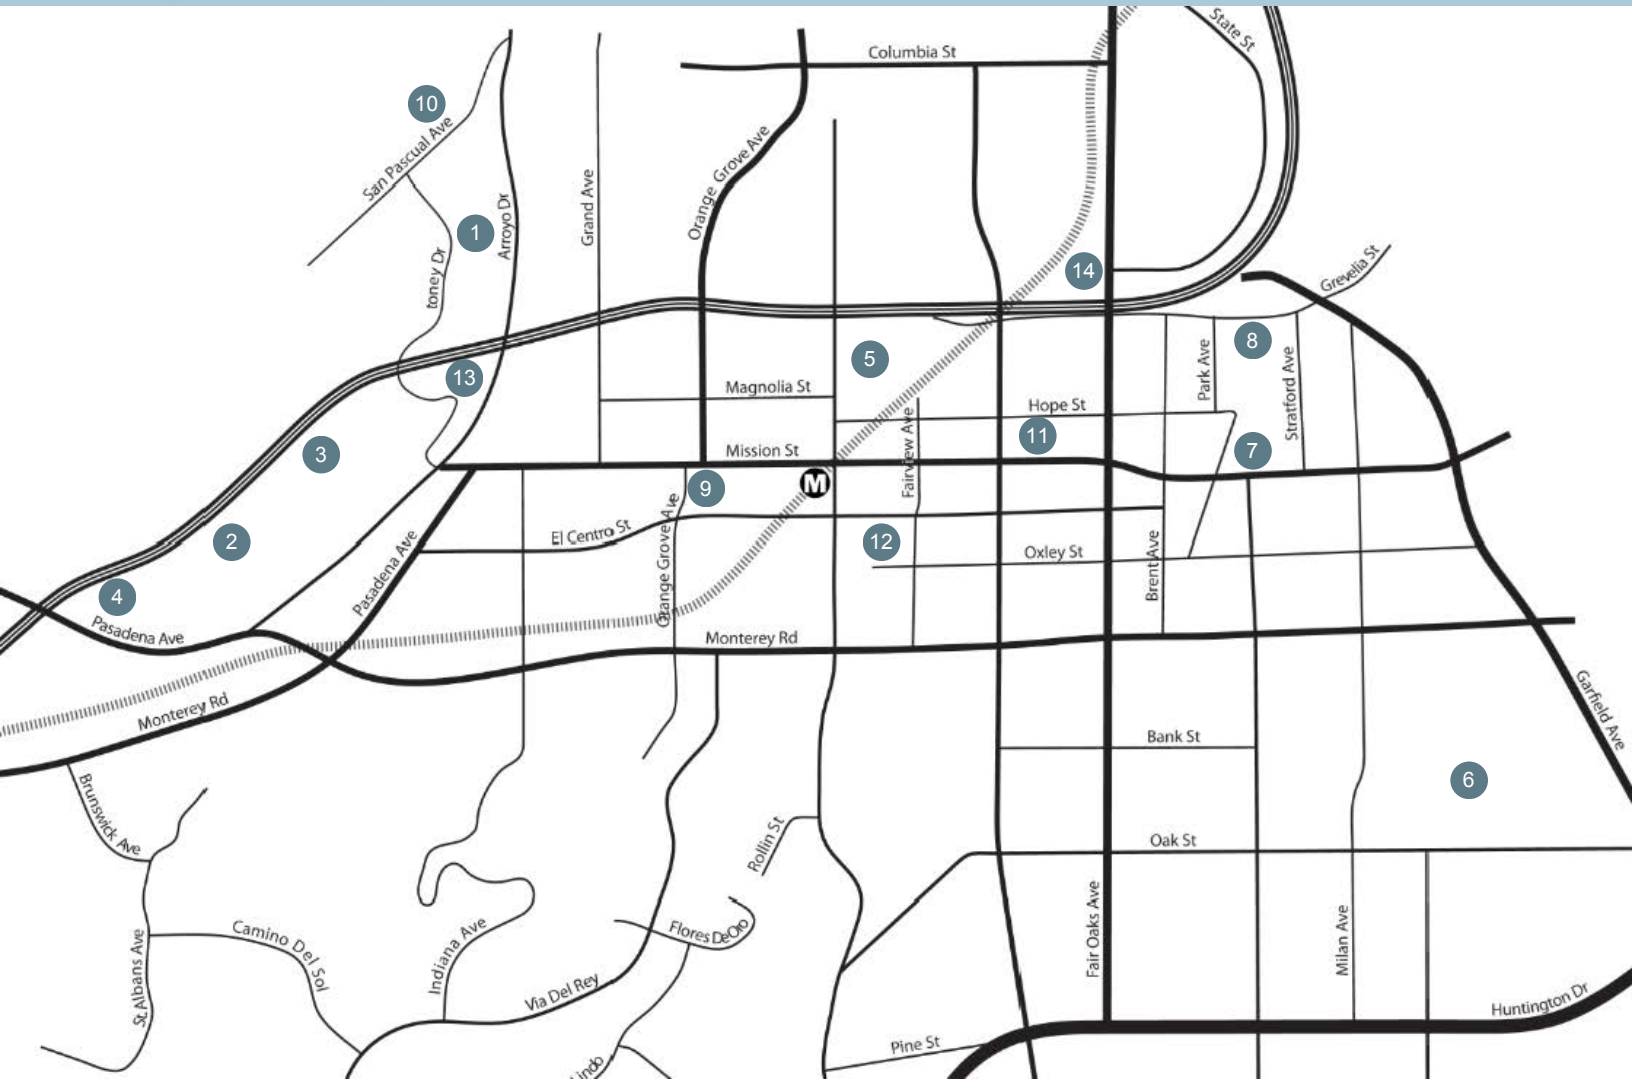 State St
Columbia St
10
San Pascual Ave
Orange Grove Ave
Grand Ave
Arroyo Dr
1
toney Dr
14
Grevelia St
5
8
Park Ave
Stratford Ave
13
Magnolia St
Hope St
Fairview Ave
11
3
Mission St
7
9
M
Orange Grove Ave
El Centro St
2
12
Oxley St
Brent Ave
Pasadena Ave
4
Pasadena Ave
Monterey Rd
Garfield Ave
Monterey Rd
Bank St
6
Brunswick Ave
Rollin St
Oak St
Fair Oaks Ave
Milan Ave
Flores De Oro
Camino Del Sol
Indiana Ave
St Albans Ave
Via Del Rey
Huntington Dr
Pine St
Lindo